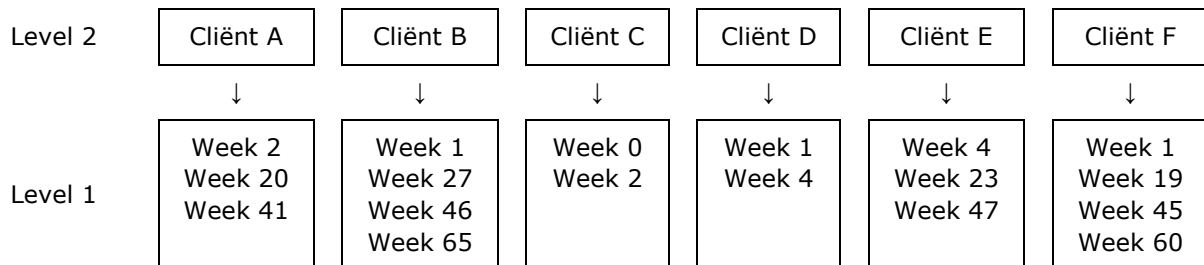 Level 2 Cliënt A Cliënt B Cliënt C Cliënt D Cliënt E Cliënt F
↓ ↓ ↓ ↓ ↓ ↓
Week 2 Week 1 Week 0 Week 1 Week 4 Week 1
Week 20 Week 27 Week 2 Week 4 Week 23 Week 19
Level 1 Week 41 Week 46 Week 47 Week 45
Week 65 Week 60